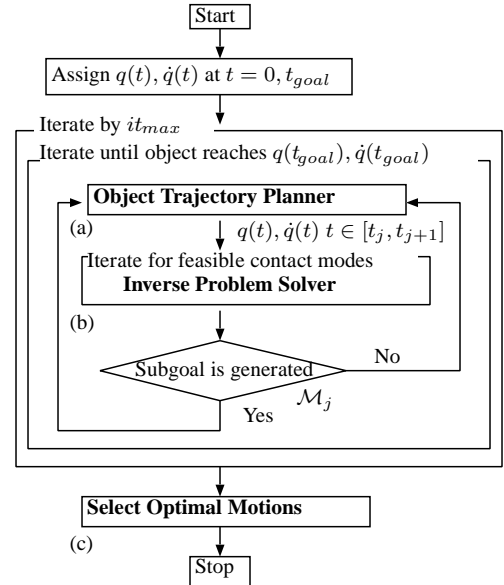 Start
Assign q(t), q̇(t) at t = 0, t_goal
Iterate by it_max
Iterate until object reaches q(t_goal), q̇(t_goal)
Object Trajectory Planner
(a)
q(t), q̇(t) t ∈ [t_j, t_{j+1}]
Iterate for feasible contact modes
Inverse Problem Solver
(b)
Subgoal is generated
No
M_j
Yes
Select Optimal Motions
(c)
Stop